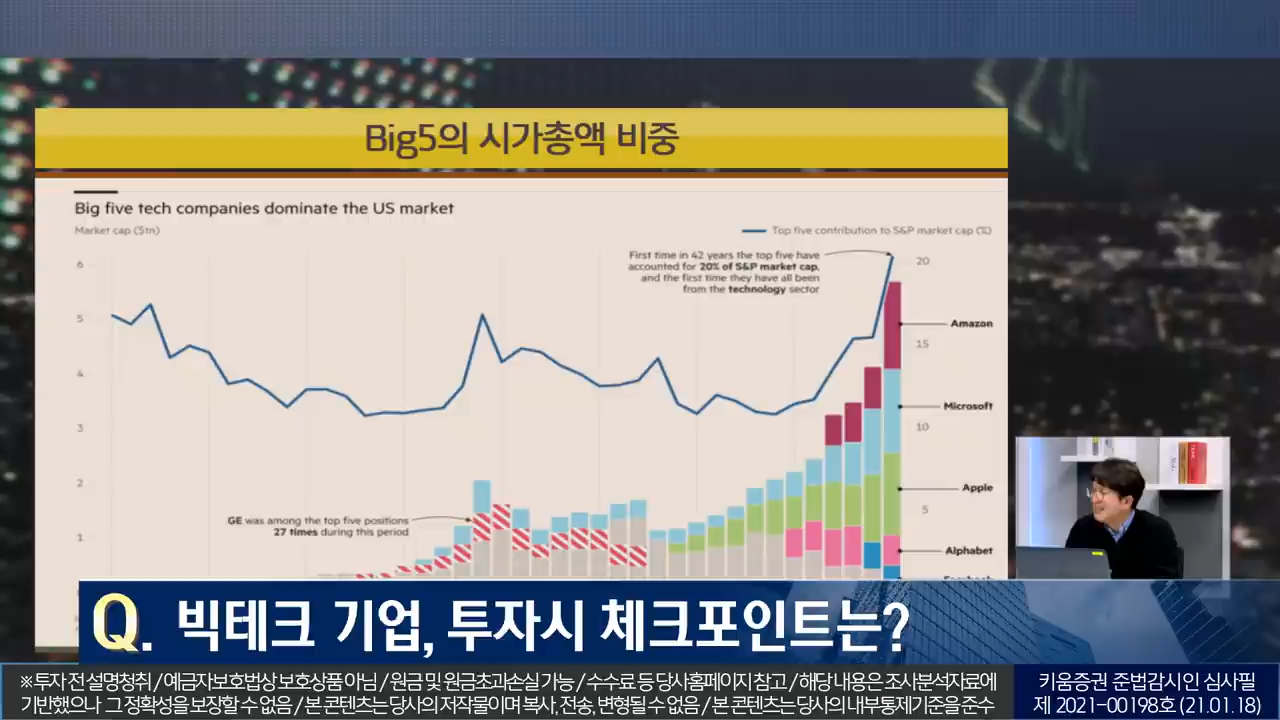 Big5의 시가총액 비중
Big five tech companies dominate the US market
Market cap ($tn)
Top five contribution to S&P market cap (%)
First time in 42 years the top five have
accounted for 20% of S&P market cap,
and the first time they have all been
from the technology sector
6
5
4
3
2
1
20
15
10
5
Amazon
Microsoft
Apple
Alphabet
GE was among the top five positions
27 times during this period
Q. 빅테크 기업, 투자시 체크포인트는?
※투자 전 설명청취 / 예금자보호법상 보호상품 아님 / 원금 및 원금초과손실 가능 / 수수료 등 당사홈페이지 참고 / 해당 내용은 조사분석자료에
기반했으나 그 정확성을 보장할 수 없음 / 본 콘텐츠는 당사의 저작물이며 복사, 전송, 변형될 수 없음 / 본 콘텐츠는 당사의 내부통제기준을 준수
키움증권 준법감시인 심사필
제 2021-00198호 (21.01.18)